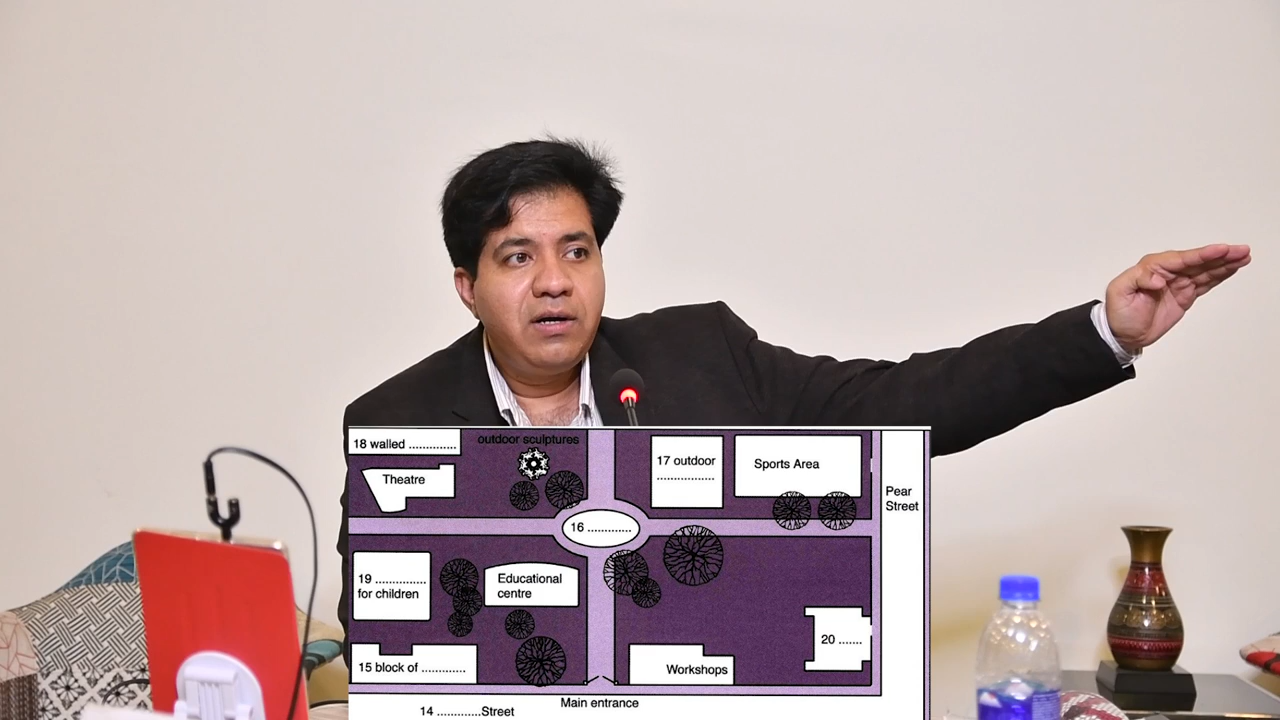 18 walled ..............
outdoor sculptures
Theatre
17 outdoor
................
Sports Area
Pear
Street
16 ............
19 ..............
for children
Educational
centre
20 .......
15 block of ............
Workshops
Main entrance
14 ............Street